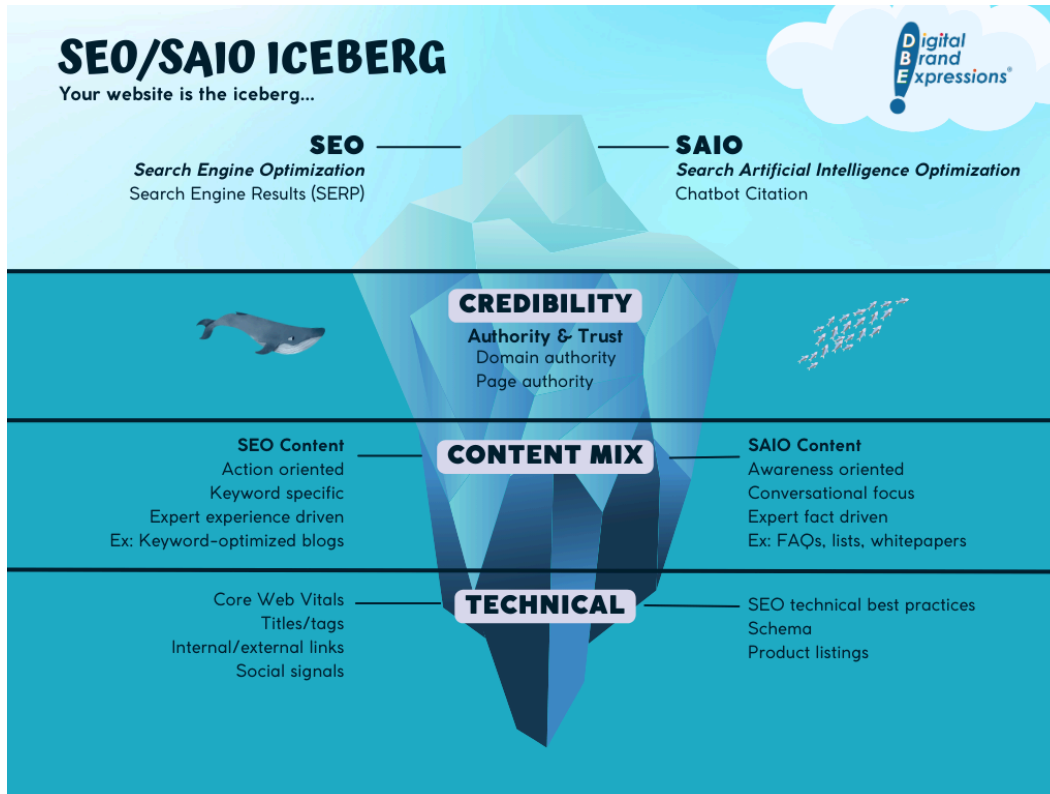 SEO/SAIO ICEBERG
Your website is the iceberg...
Digital
Brand
Expressions®
SEO
Search Engine Optimization
Search Engine Results (SERP)
SAIO
Search Artificial Intelligence Optimization
Chatbot Citation
CREDIBILITY
Authority & Trust
Domain authority
Page authority
CONTENT MIX
SEO Content
Action oriented
Keyword specific
Expert experience driven
Ex: Keyword-optimized blogs
SAIO Content
Awareness oriented
Conversational focus
Expert fact driven
Ex: FAQs, lists, whitepapers
TECHNICAL
Core Web Vitals
Titles/tags
Internal/external links
Social signals
SEO technical best practices
Schema
Product listings